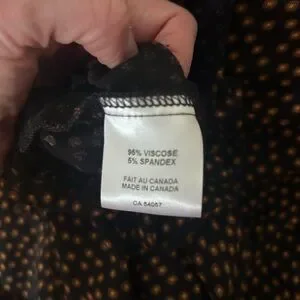 95% VISCOSE
5% SPANDEX
FAIT AU CANADA
MADE IN CANADA
CA 54057